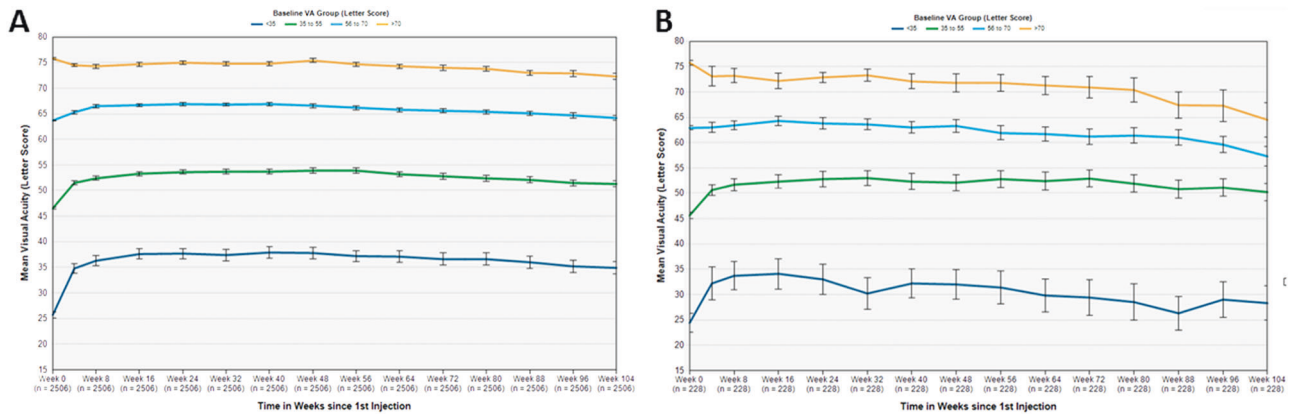 A
Baseline VA Group (Letter Score)
<35 35 to 55 56 to 70 >70
Mean Visual Acuity (Letter Score)
80
75
70
65
60
55
50
45
40
35
30
25
20
15
Week 0 Week 8 Week 16 Week 24 Week 32 Week 40 Week 48 Week 56 Week 64 Week 72 Week 80 Week 88 Week 96 Week 104
(n = 2506) (n = 2506) (n = 2506) (n = 2506) (n = 2506) (n = 2506) (n = 2506) (n = 2506) (n = 2506) (n = 2506) (n = 2506) (n = 2506) (n = 2506) (n = 2506)
Time in Weeks since 1st Injection
B
Baseline VA Group (Letter Score)
<35 35 to 55 56 to 70 >70
Mean Visual Acuity (Letter Score)
80
75
70
65
60
55
50
45
40
35
30
25
20
15
Week 0 Week 8 Week 16 Week 24 Week 32 Week 40 Week 48 Week 56 Week 64 Week 72 Week 80 Week 88 Week 96 Week 104
(n = 228) (n = 228) (n = 228) (n = 228) (n = 228) (n = 228) (n = 228) (n = 228) (n = 228) (n = 228) (n = 228) (n = 228) (n = 228) (n = 228)
Time in Weeks since 1st Injection